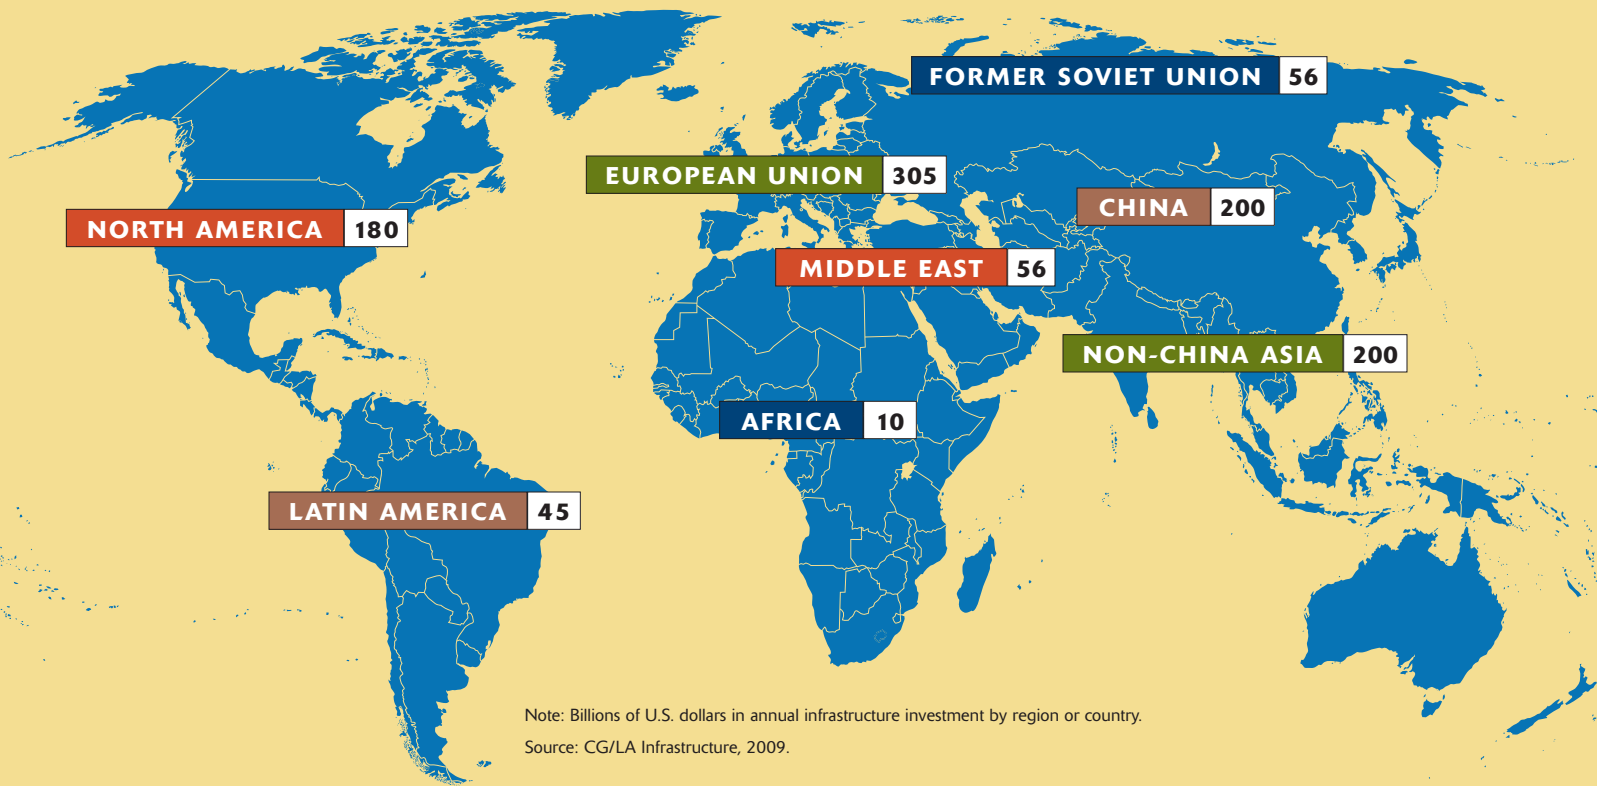 FORMER SOVIET UNION 56
EUROPEAN UNION 305
CHINA 200
NORTH AMERICA 180
MIDDLE EAST 56
NON-CHINA ASIA 200
AFRICA 10
LATIN AMERICA 45
Note: Billions of U.S. dollars in annual infrastructure investment by region or country.
Source: CG/LA Infrastructure, 2009.